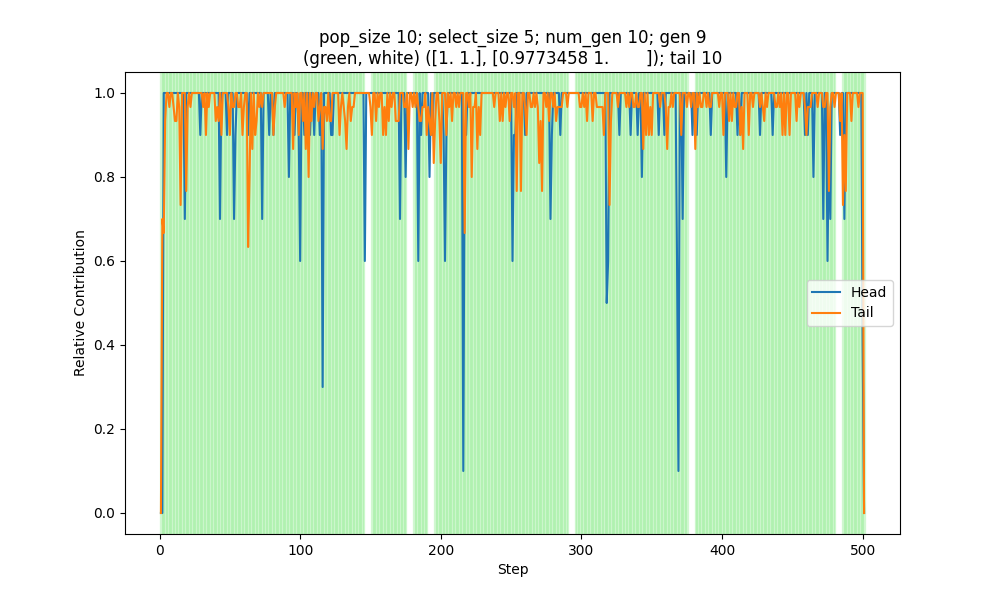 pop_size 10; select_size 5; num_gen 10; gen 9
(green, white) ([1. 1.], [0.9773458 1.        ]); tail 10
1.0
0.8
0.6
0.4
0.2
0.0
Relative Contribution
Head
Tail
0
100
200
300
400
500
Step